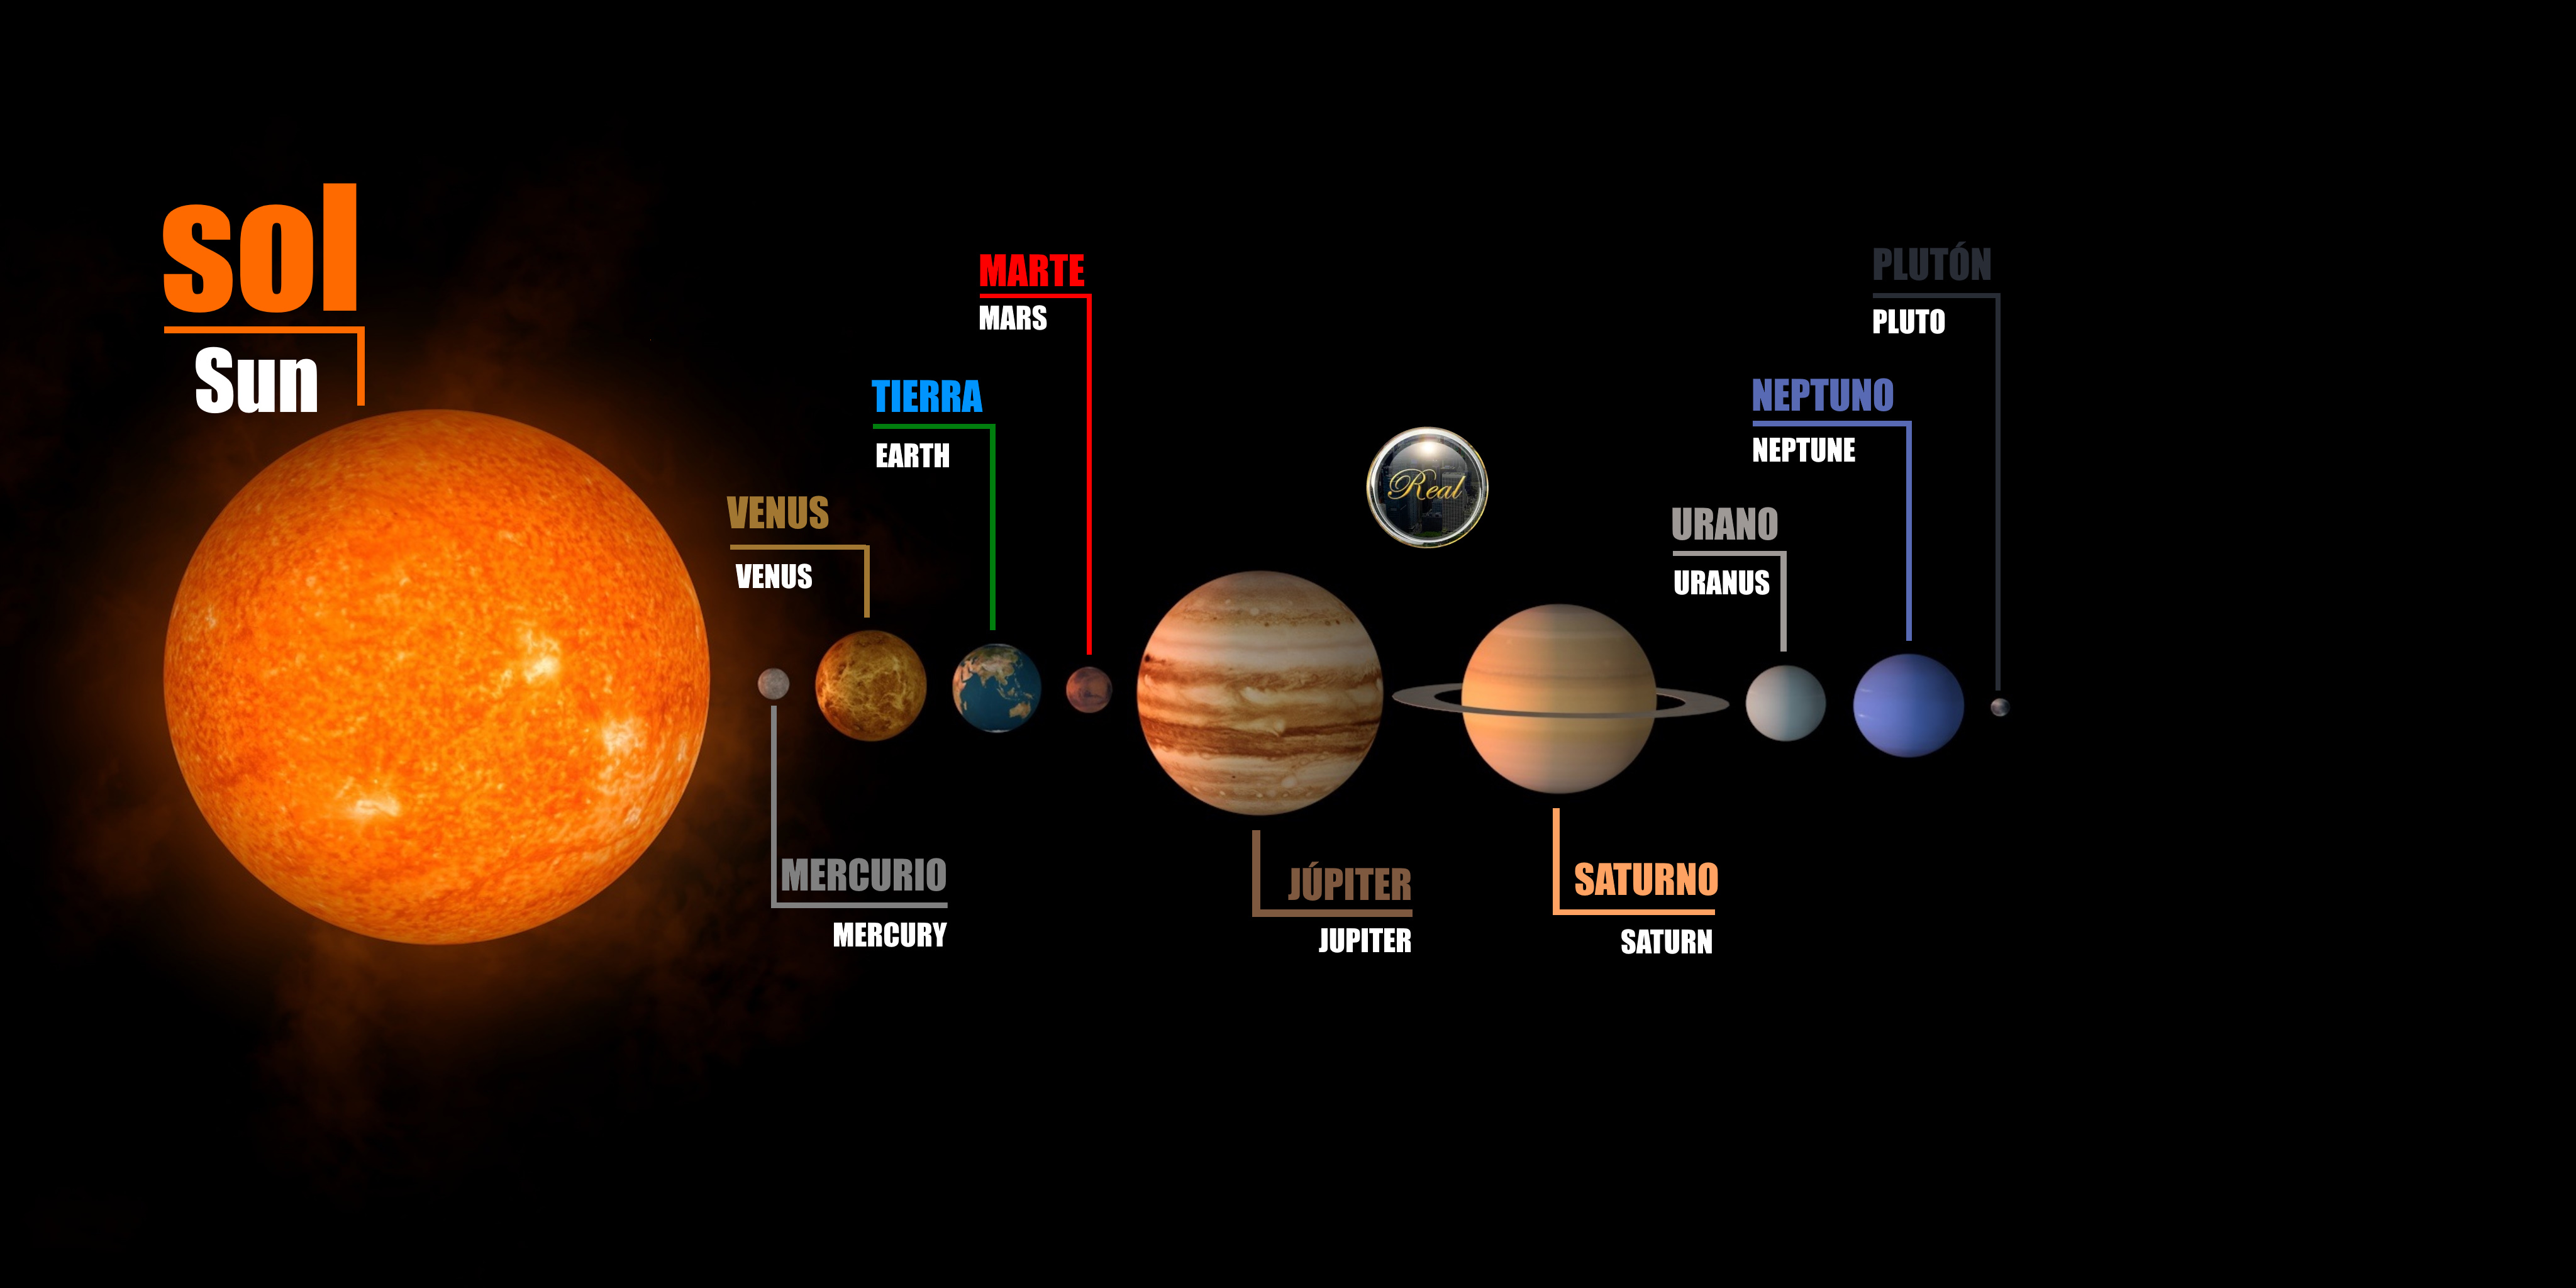 sol
Sun
VENUS
VENUS
TIERRA
EARTH
MARTE
MARS
Real
URANO
URANUS
NEPTUNO
NEPTUNE
PLUTÓN
PLUTO
MERCURIO
MERCURY
JÚPITER
JUPITER
SATURNO
SATURN